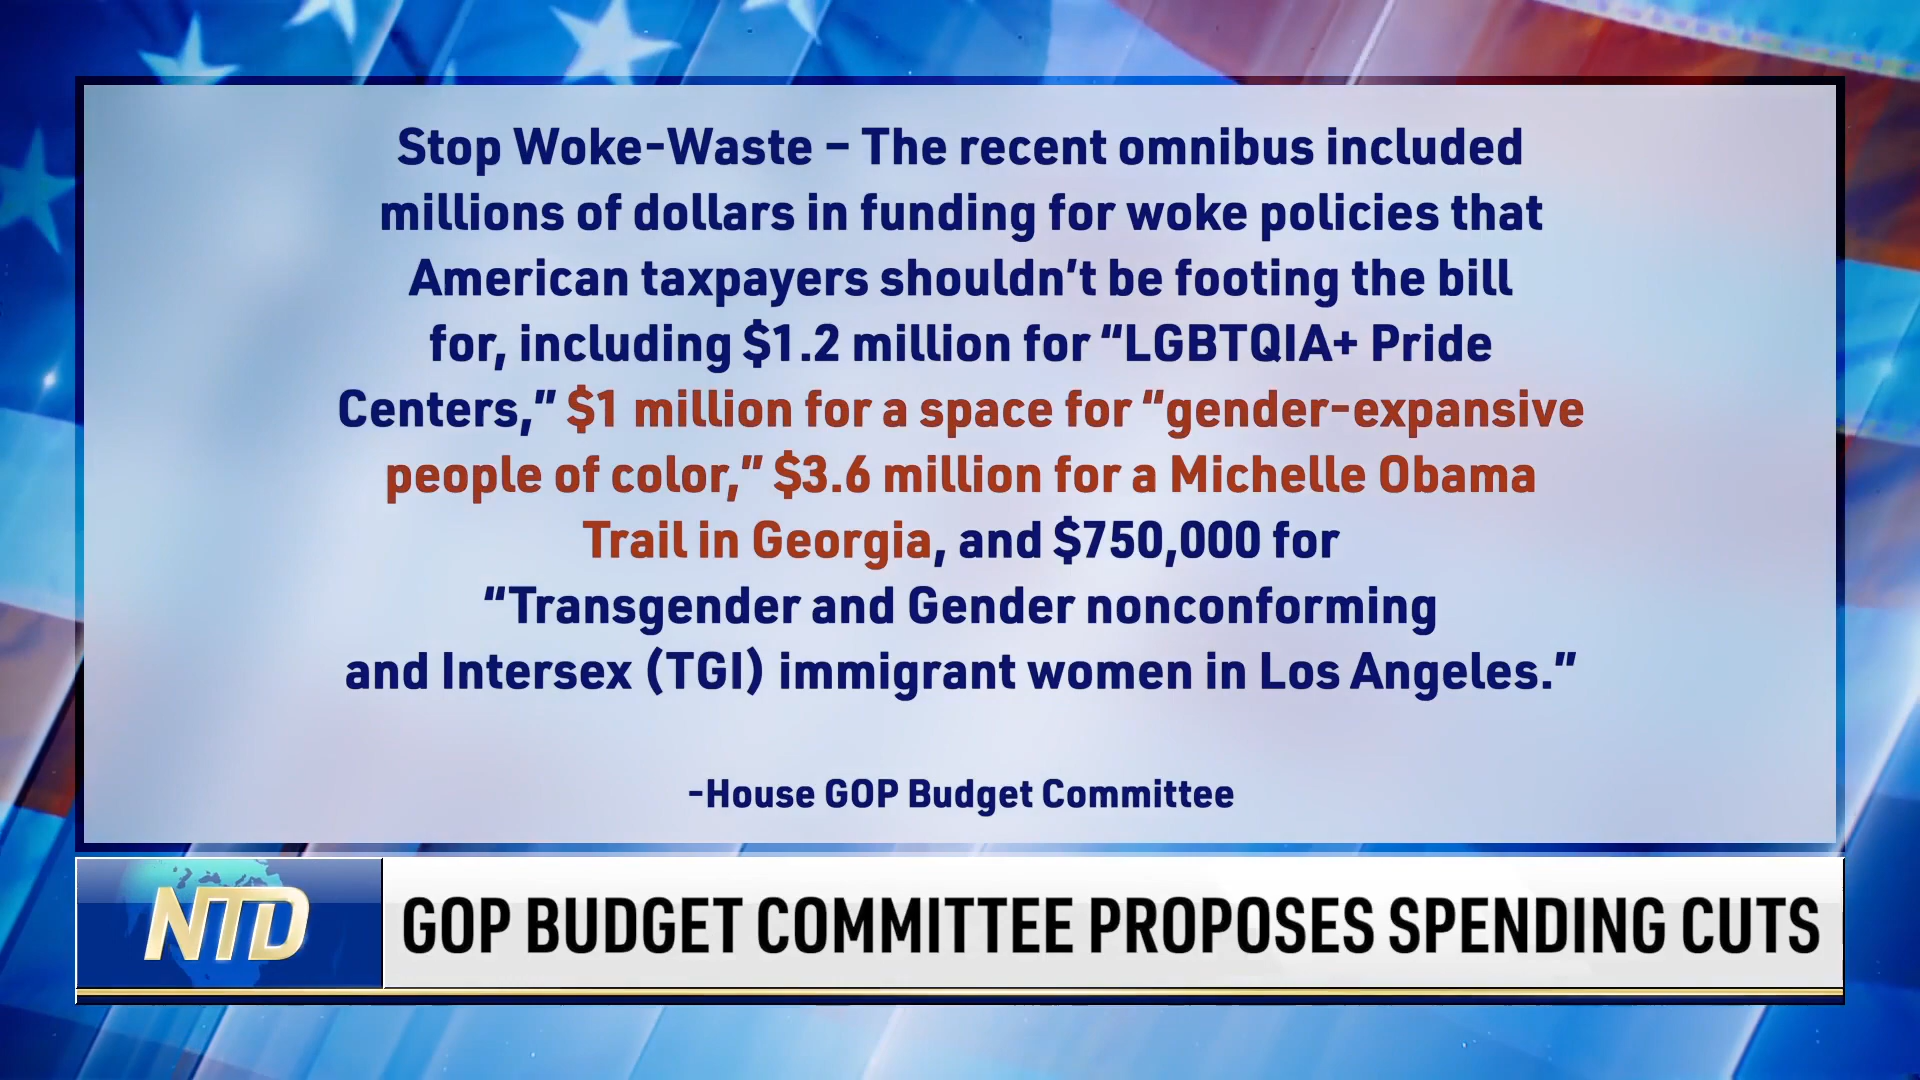 Stop Woke-Waste – The recent omnibus included
millions of dollars in funding for woke policies that
American taxpayers shouldn’t be footing the bill
for, including $1.2 million for “LGBTQIA+ Pride
Centers,” $1 million for a space for “gender-expansive
people of color,” $3.6 million for a Michelle Obama
Trail in Georgia, and $750,000 for
“Transgender and Gender nonconforming
and Intersex (TGI) immigrant women in Los Angeles.”
-House GOP Budget Committee
NTD
GOP BUDGET COMMITTEE PROPOSES SPENDING CUTS